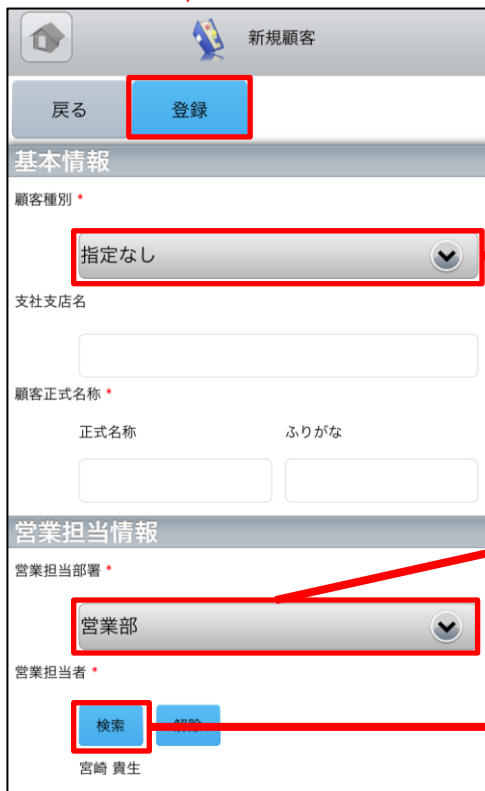 新規顧客
戻る 登録
基本情報
顧客種別 *
指定なし
支社支店名
顧客正式名称 *
正式名称 ふりがな
営業担当情報
営業担当部署 *
営業部
営業担当者 *
検索 解除
宮崎 貴生